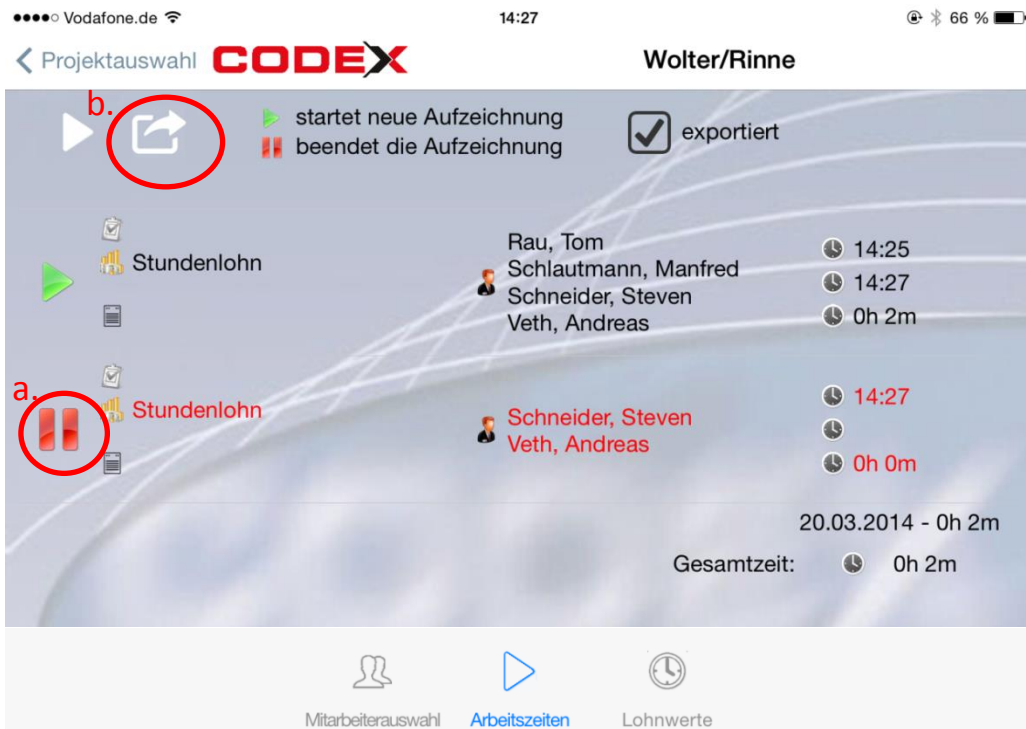 Vodafone.de 14:27 66 %
Projektauswahl CODEX Wolter/Rinne
b.
startet neue Aufzeichnung
beendet die Aufzeichnung
exportiert
Stundenlohn
Rau, Tom
Schlautmann, Manfred
Schneider, Steven
Veth, Andreas
14:25
14:27
0h 2m
a.
Stundenlohn
Schneider, Steven
Veth, Andreas
14:27
0h 0m
20.03.2014 - 0h 2m
Gesamtzeit: 0h 2m
Mitarbeiterauswahl Arbeitszeiten Lohnwerte